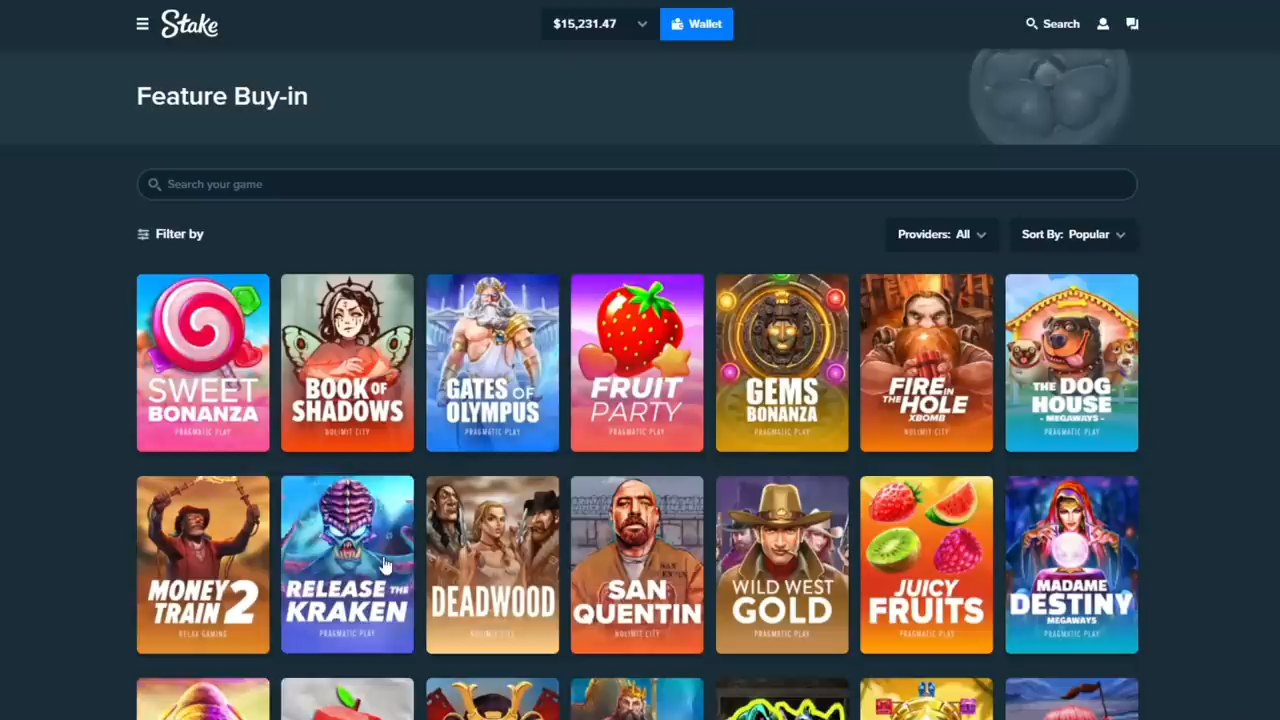 Stake
$15,231.47
Wallet
Search
Feature Buy-in
Search your game
Filter by
Providers: All
Sort By: Popular
SWEET
BONANZA
PRAGMATIC PLAY
BOOK OF
SHADOWS
NOLIMIT CITY
GATES OF
OLYMPUS
PRAGMATIC PLAY
FRUIT
PARTY
PRAGMATIC PLAY
GEMS
BONANZA
PRAGMATIC PLAY
FIRE IN
THE HOLE
XBOMB
NOLIMIT CITY
THE DOG
HOUSE
- MEGAWAYS -
PRAGMATIC PLAY
MONEY
TRAIN 2
RELAX GAMING
RELEASE THE
KRAKEN
PRAGMATIC PLAY
DEADWOOD
NOLIMIT CITY
SAN
QUENTIN
NOLIMIT CITY
WILD WEST
GOLD
PRAGMATIC PLAY
JUICY
FRUITS
PRAGMATIC PLAY
MADAME
DESTINY
MEGAWAYS
PRAGMATIC PLAY